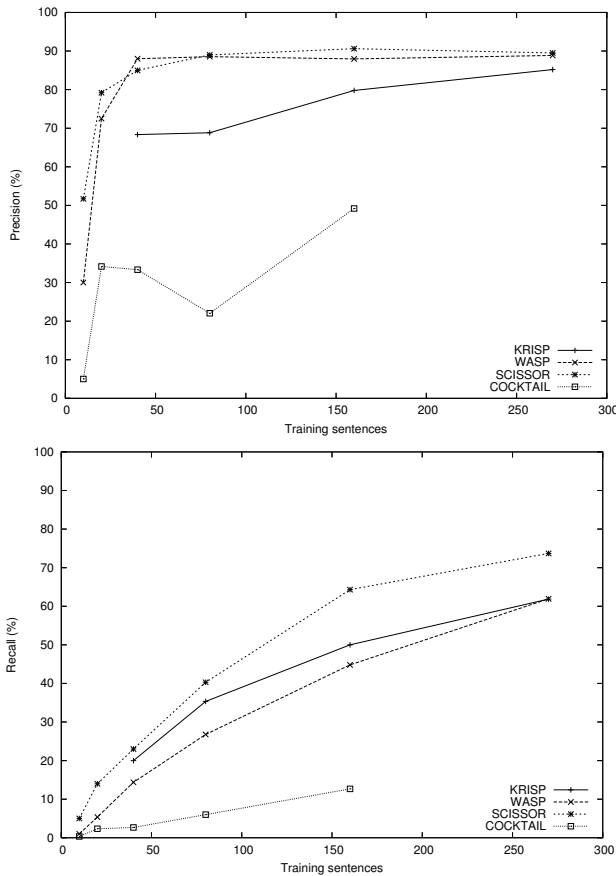 100
90
80
70
60
50
40
30
20
10
0
Precision (%)
KRISP
WASP
SCISSOR
COCKTAIL
0 50 100 150 200 250 300
Training sentences
100
90
80
70
60
50
40
30
20
10
0
Recall (%)
KRISP
WASP
SCISSOR
COCKTAIL
0 50 100 150 200 250 300
Training sentences